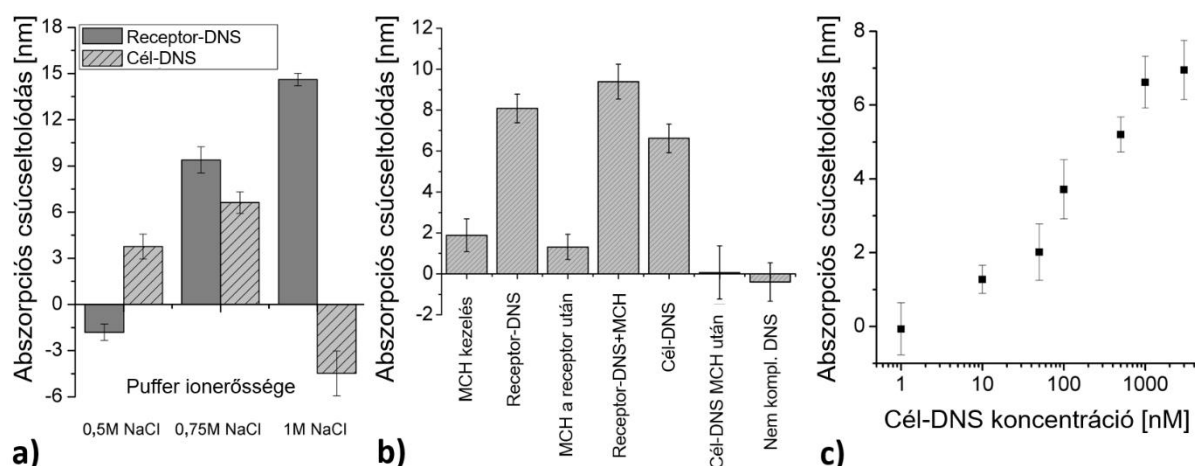 Abszorpciós csúcseltolódás [nm]
18
15
12
9
6
3
0
-3
-6
Receptor-DNS
Cél-DNS
Puffer ionerőssége
0,5M NaCl 0,75M NaCl 1M NaCl
a)
Abszorpciós csúcseltolódás [nm]
12
10
8
6
4
2
0
-2
MCH kezelés
Receptor-DNS
MCH a receptor után
Receptor-DNS+MCH
Cél-DNS
Cél-DNS MCH után
Nem kompl. DNS
b)
Abszorpciós csúcseltolódás [nm]
8
6
4
2
0
1 10 100 1000
Cél-DNS koncentráció [nM]
c)